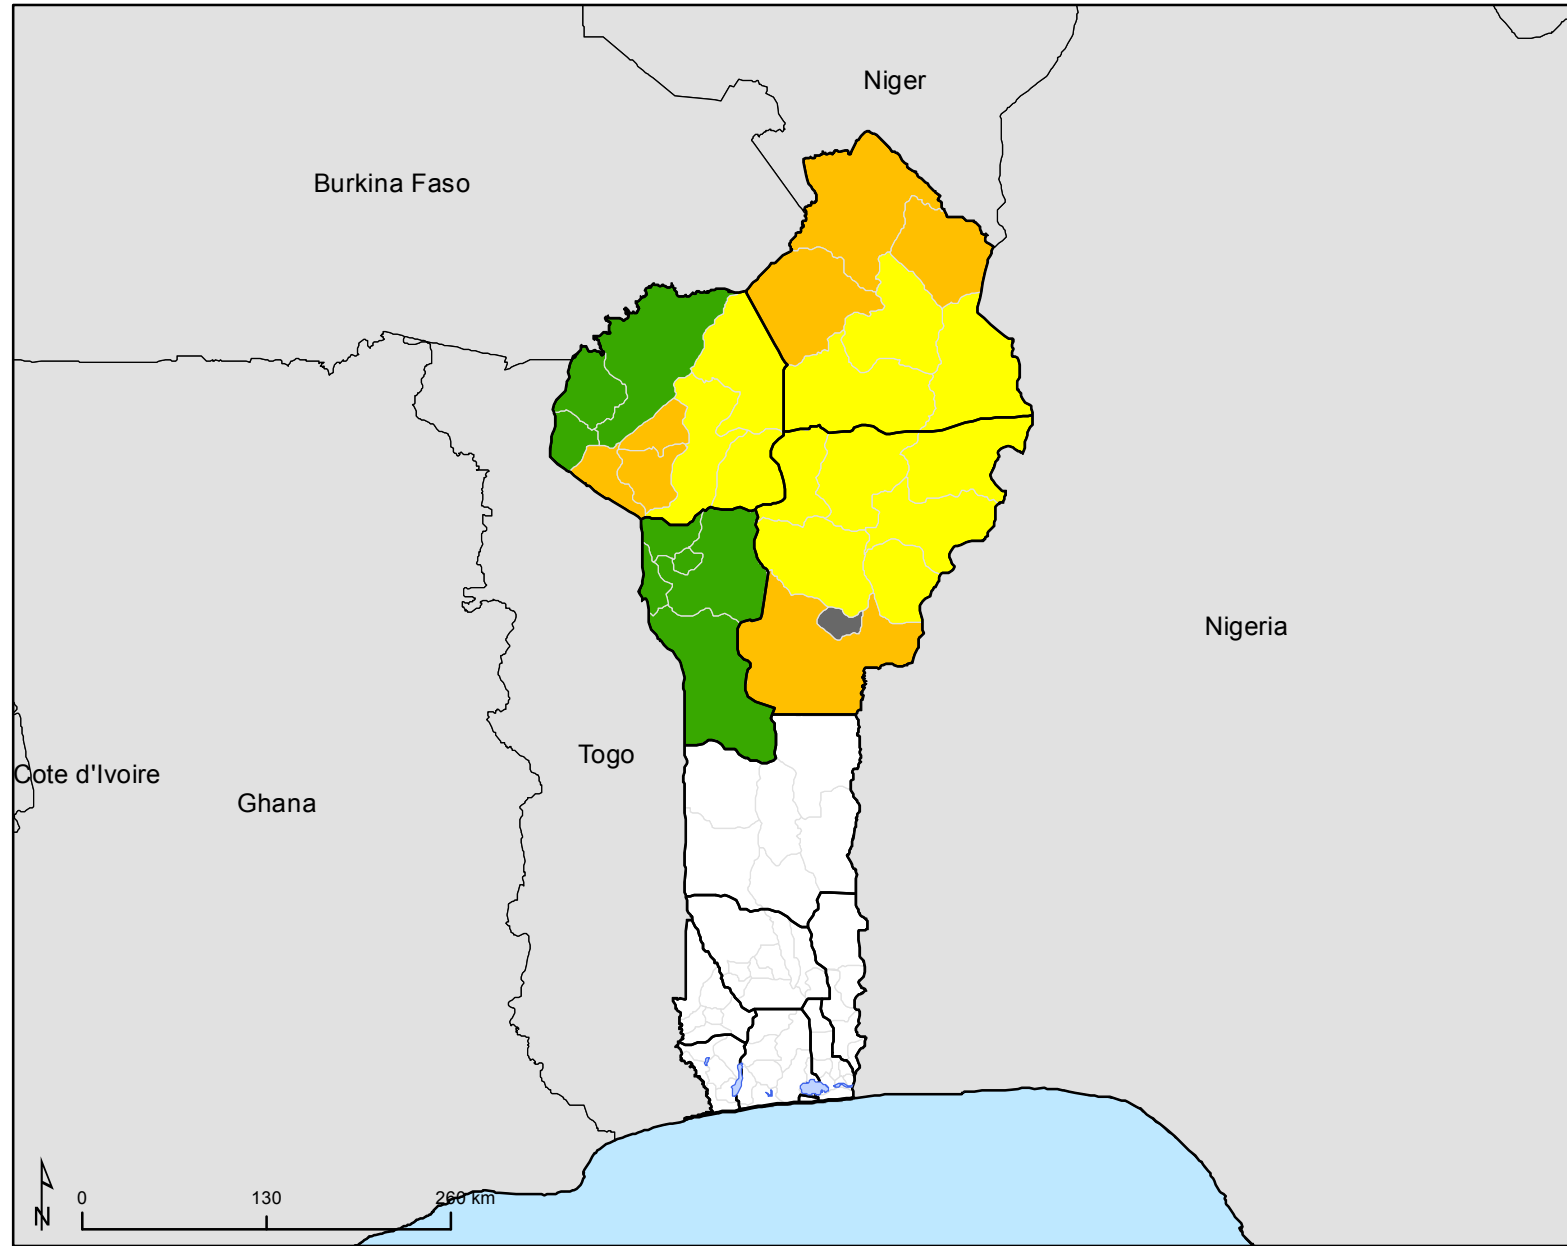 Niger
Burkina Faso
Nigeria
Togo
Cote d'Ivoire
Ghana
N
0 130 260 km